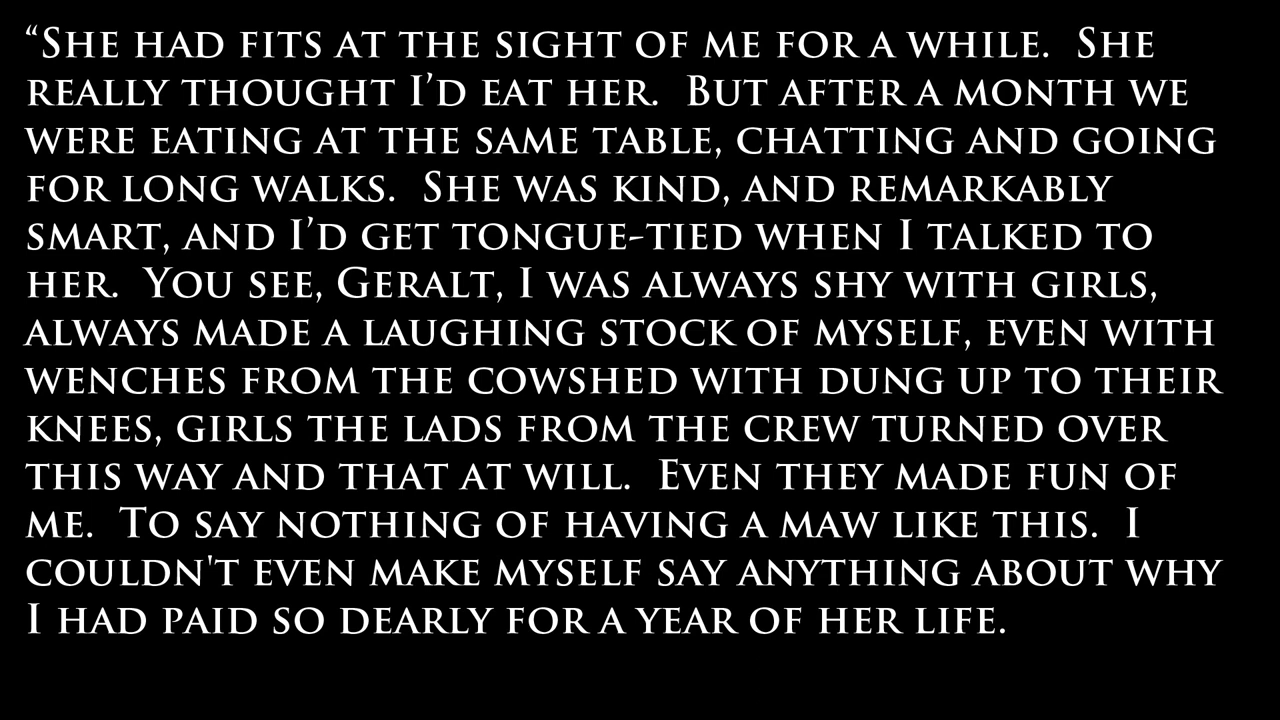 “She had fits at the sight of me for a while.  She
really thought I’d eat her.  But after a month we
were eating at the same table, chatting and going
for long walks.  She was kind, and remarkably
smart, and I’d get tongue-tied when I talked to
her.  You see, Geralt, I was always shy with girls,
always made a laughing stock of myself, even with
wenches from the cowshed with dung up to their
knees, girls the lads from the crew turned over
this way and that at will.  Even they made fun of
me.  To say nothing of having a maw like this.  I
couldn't even make myself say anything about why
I had paid so dearly for a year of her life.